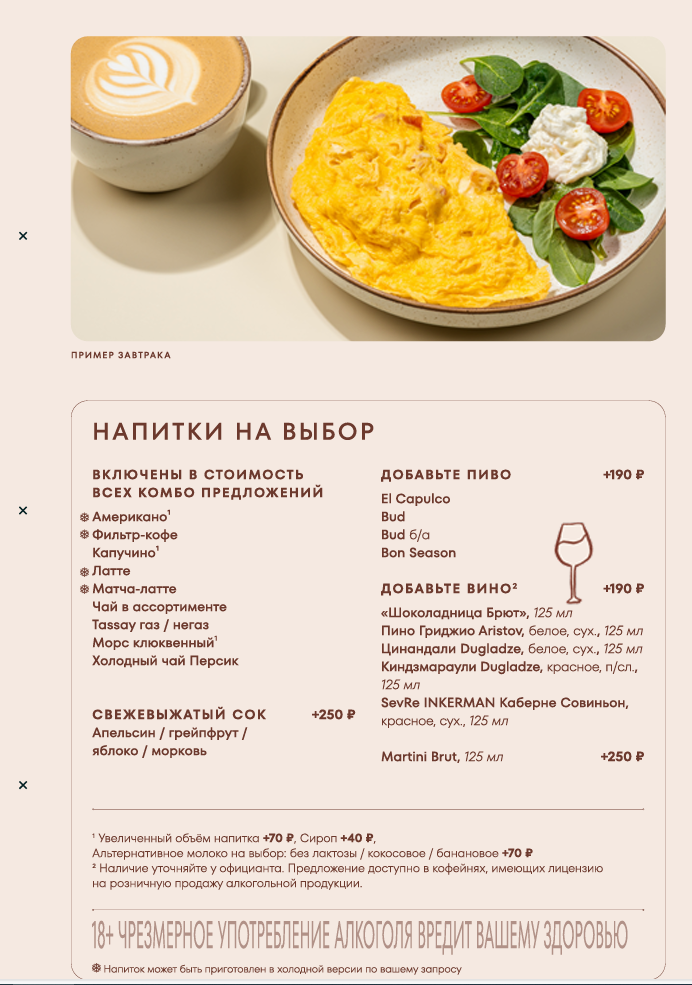 ПРИМЕР ЗАВТРАКА
НАПИТКИ НА ВЫБОР
ВКЛЮЧЕНЫ В СТОИМОСТЬ
ВСЕХ КОМБО ПРЕДЛОЖЕНИЙ
Американо¹
Фильтр-кофе
Капучино¹
Латте
Матча-латте
Чай в ассортименте
Tassay газ / негаз
Морс клюквенный¹
Холодный чай Персик
СВЕЖЕВЫЖАТЫЙ СОК +250 ₽
Апельсин / грейпфрут /
яблоко / морковь
ДОБАВЬТЕ ПИВО +190 ₽
El Capulco
Bud
Bud б/а
Bon Season
ДОБАВЬТЕ ВИНО² +190 ₽
«Шоколадница Брют», 125 мл
Пино Гриджио Aristov, белое, сух., 125 мл
Цинандали Dugladze, белое, сух., 125 мл
Киндзмараули Dugladze, красное, п/сл.,
125 мл
SevRe INKERMAN Каберне Совиньон,
красное, сух., 125 мл
Martini Brut, 125 мл +250 ₽
¹ Увеличенный объём напитка +70 ₽, Сироп +40 ₽,
Альтернативное молоко на выбор: без лактозы / кокосовое / банановое +70 ₽
² Наличие уточняйте у официанта. Предложение доступно в кофейнях, имеющих лицензию
на розничную продажу алкогольной продукции.
18+ ЧРЕЗМЕРНОЕ УПОТРЕБЛЕНИЕ АЛКОГОЛЯ ВРЕДИТ ВАШЕМУ ЗДОРОВЬЮ
Напиток может быть приготовлен в холодной версии по вашему запросу